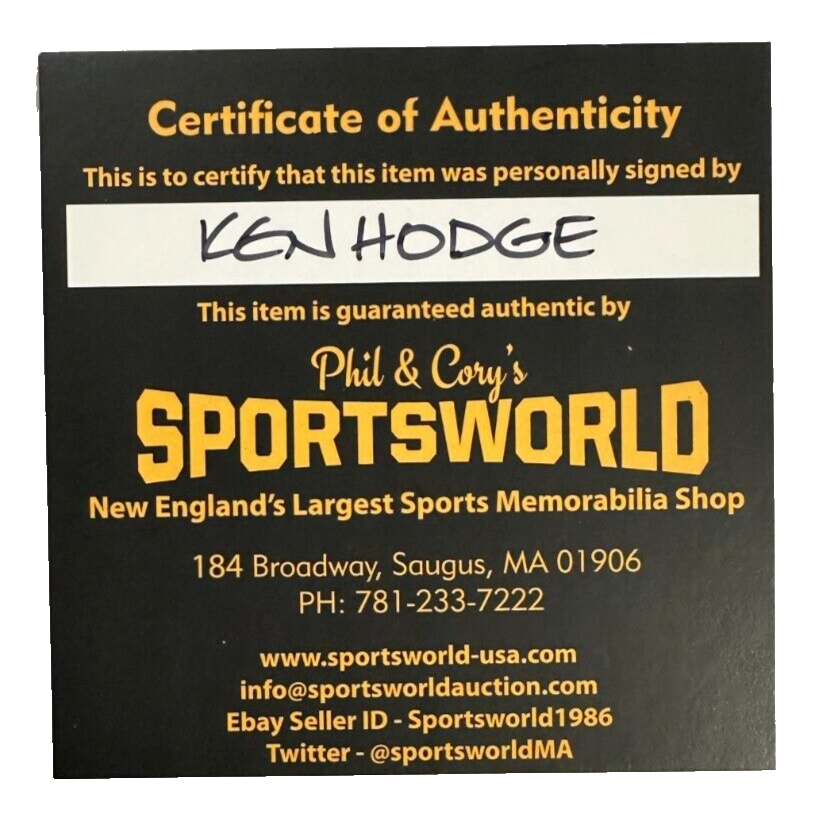 Certificate of Authenticity
This is to certify that this item was personally signed by
KEN HODGE
This item is guaranteed authentic by
Phil & Cory's
SPORTSWORLD
New England's Largest Sports Memorabilia Shop
184 Broadway, Saugus, MA 01906
PH: 781-233-7222
www.sportsworld-usa.com
info@sportsworldauction.com
Ebay Seller ID - Sportsworld1986
Twitter - @sportsworldMA